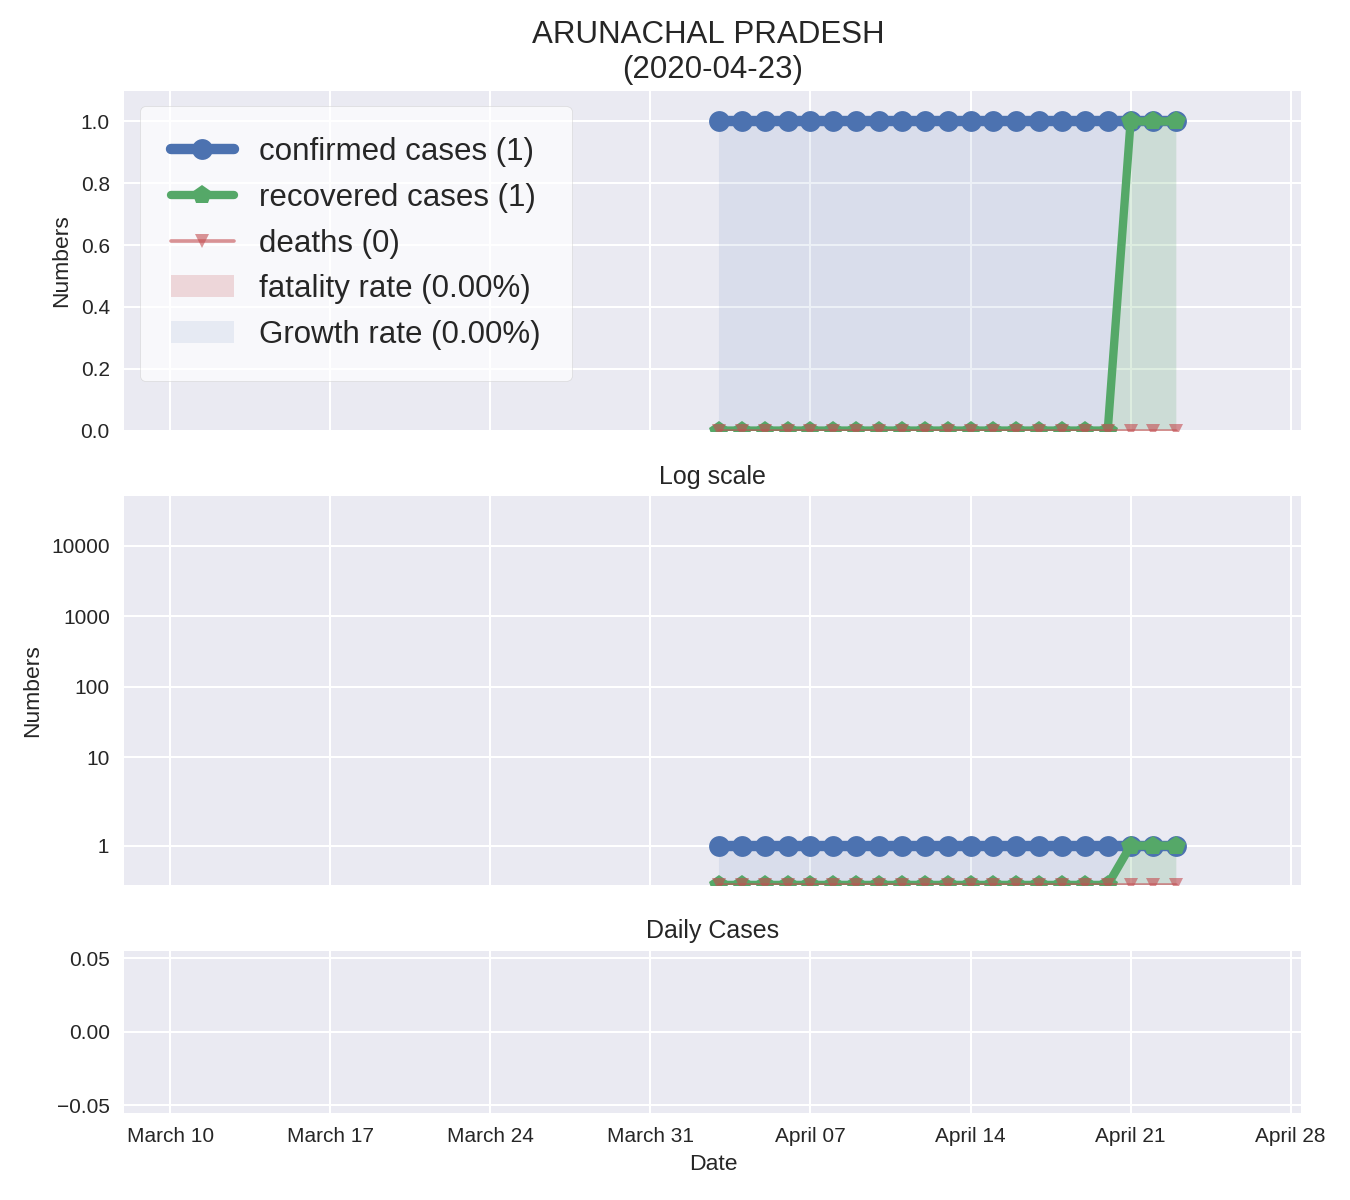 ARUNACHAL PRADESH
(2020-04-23)
1.0
0.8
0.6
0.4
0.2
0.0
Numbers
confirmed cases (1)
recovered cases (1)
deaths (0)
fatality rate (0.00%)
Growth rate (0.00%)
Log scale
10000
1000
100
10
1
Numbers
Daily Cases
0.05
0.00
−0.05
March 10 March 17 March 24 March 31 April 07 April 14 April 21 April 28
Date